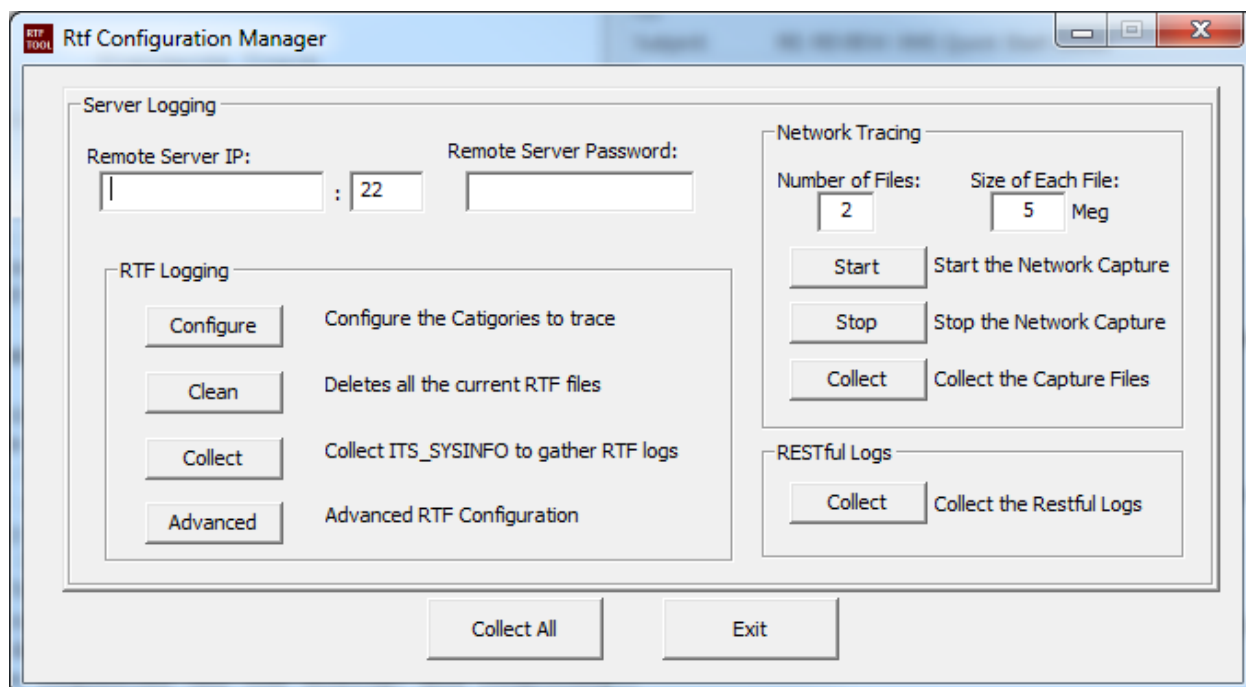 RTF
TOOL
Rtf Configuration Manager
Server Logging
Remote Server IP:
: 22
Remote Server Password:
RTF Logging
Configure Configure the Catigories to trace
Clean Deletes all the current RTF files
Collect Collect ITS_SYSINFO to gather RTF logs
Advanced Advanced RTF Configuration
Network Tracing
Number of Files: Size of Each File:
2 5 Meg
Start Start the Network Capture
Stop Stop the Network Capture
Collect Collect the Capture Files
RESTful Logs
Collect Collect the Restful Logs
Collect All Exit